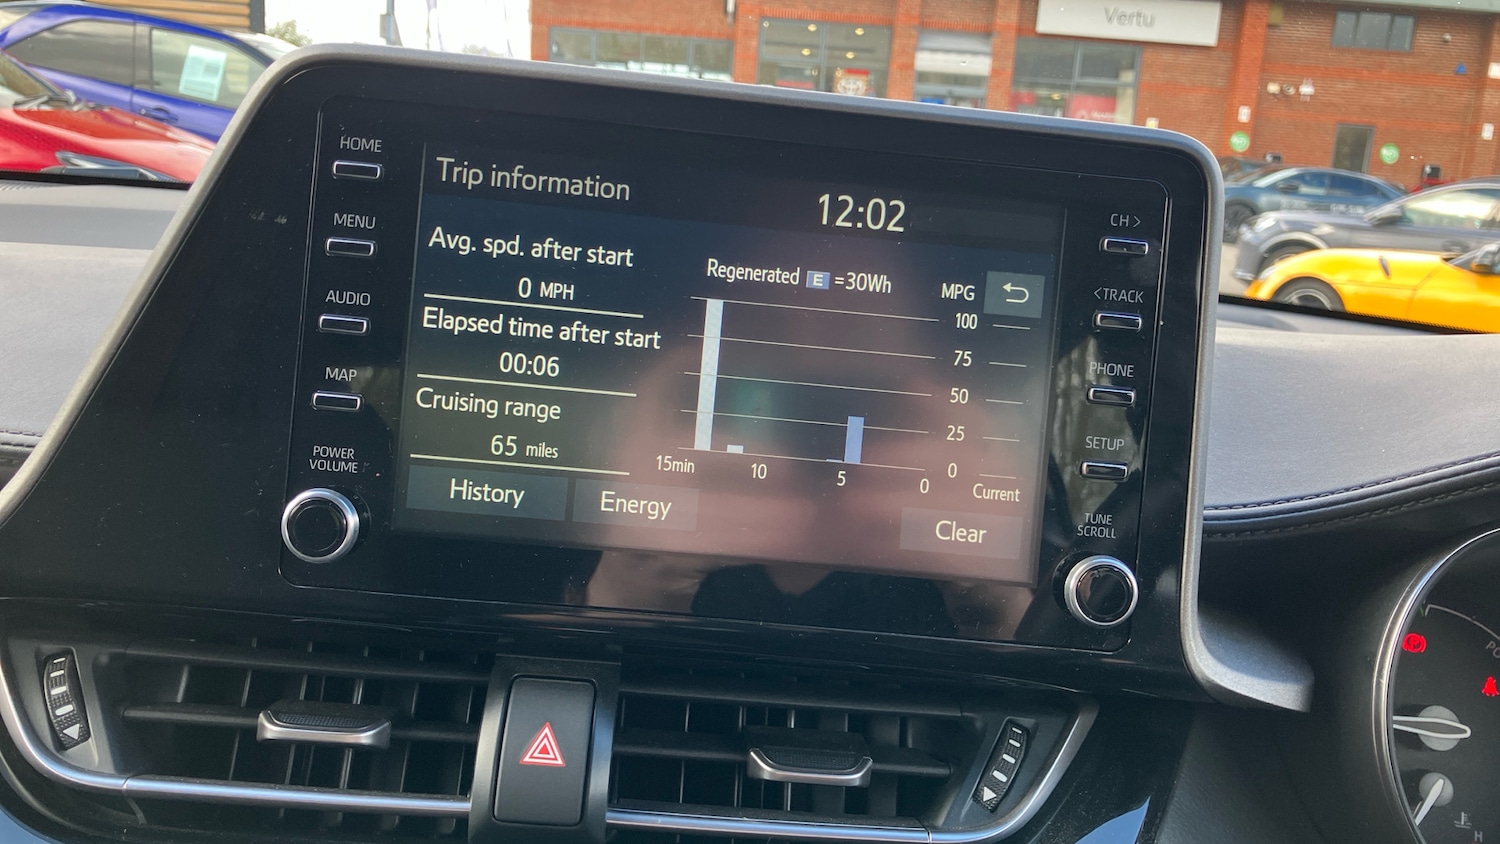 Vertu
HOME
MENU
AUDIO
MAP
POWER
VOLUME
Trip information
12:02
Avg. spd. after start
0 MPH
Elapsed time after start
00:06
Cruising range
65 miles
History
Energy
Regenerated E =30Wh
MPG
100
75
50
25
0
15min
10
5
0
Current
Clear
CH >
< TRACK
PHONE
SETUP
TUNE
SCROLL
H